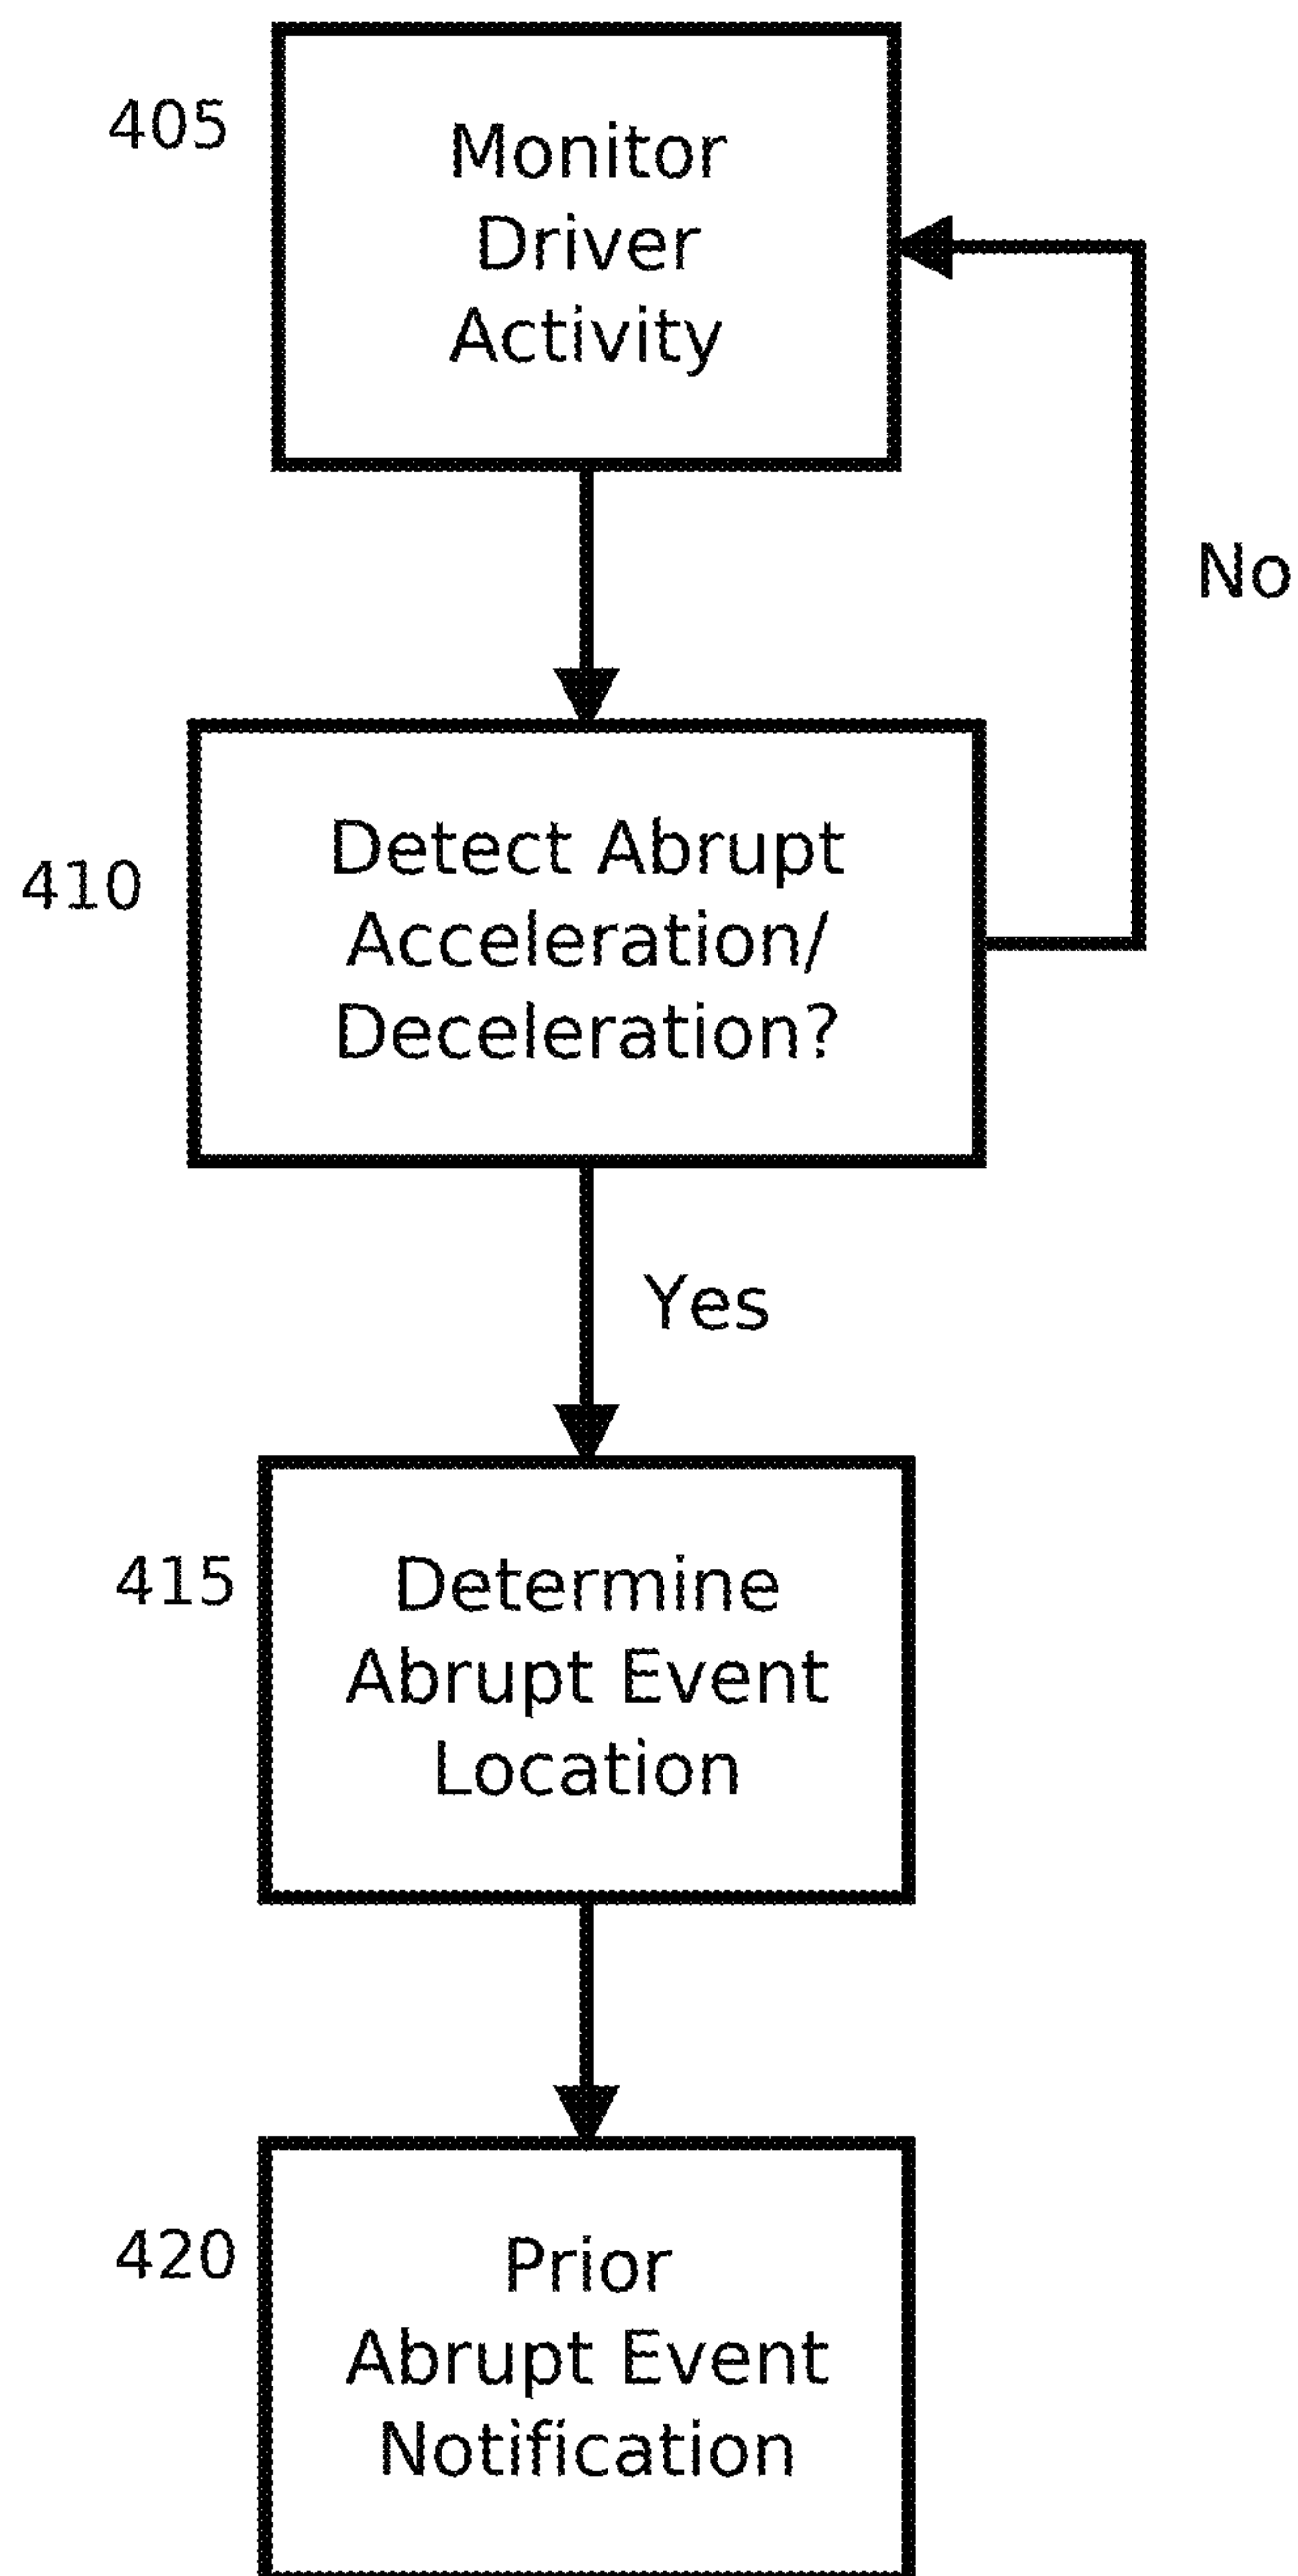 405
Monitor
Driver
Activity
No
410
Detect Abrupt
Acceleration/
Deceleration?
Yes
415
Determine
Abrupt Event
Location
420
Prior
Abrupt Event
Notification